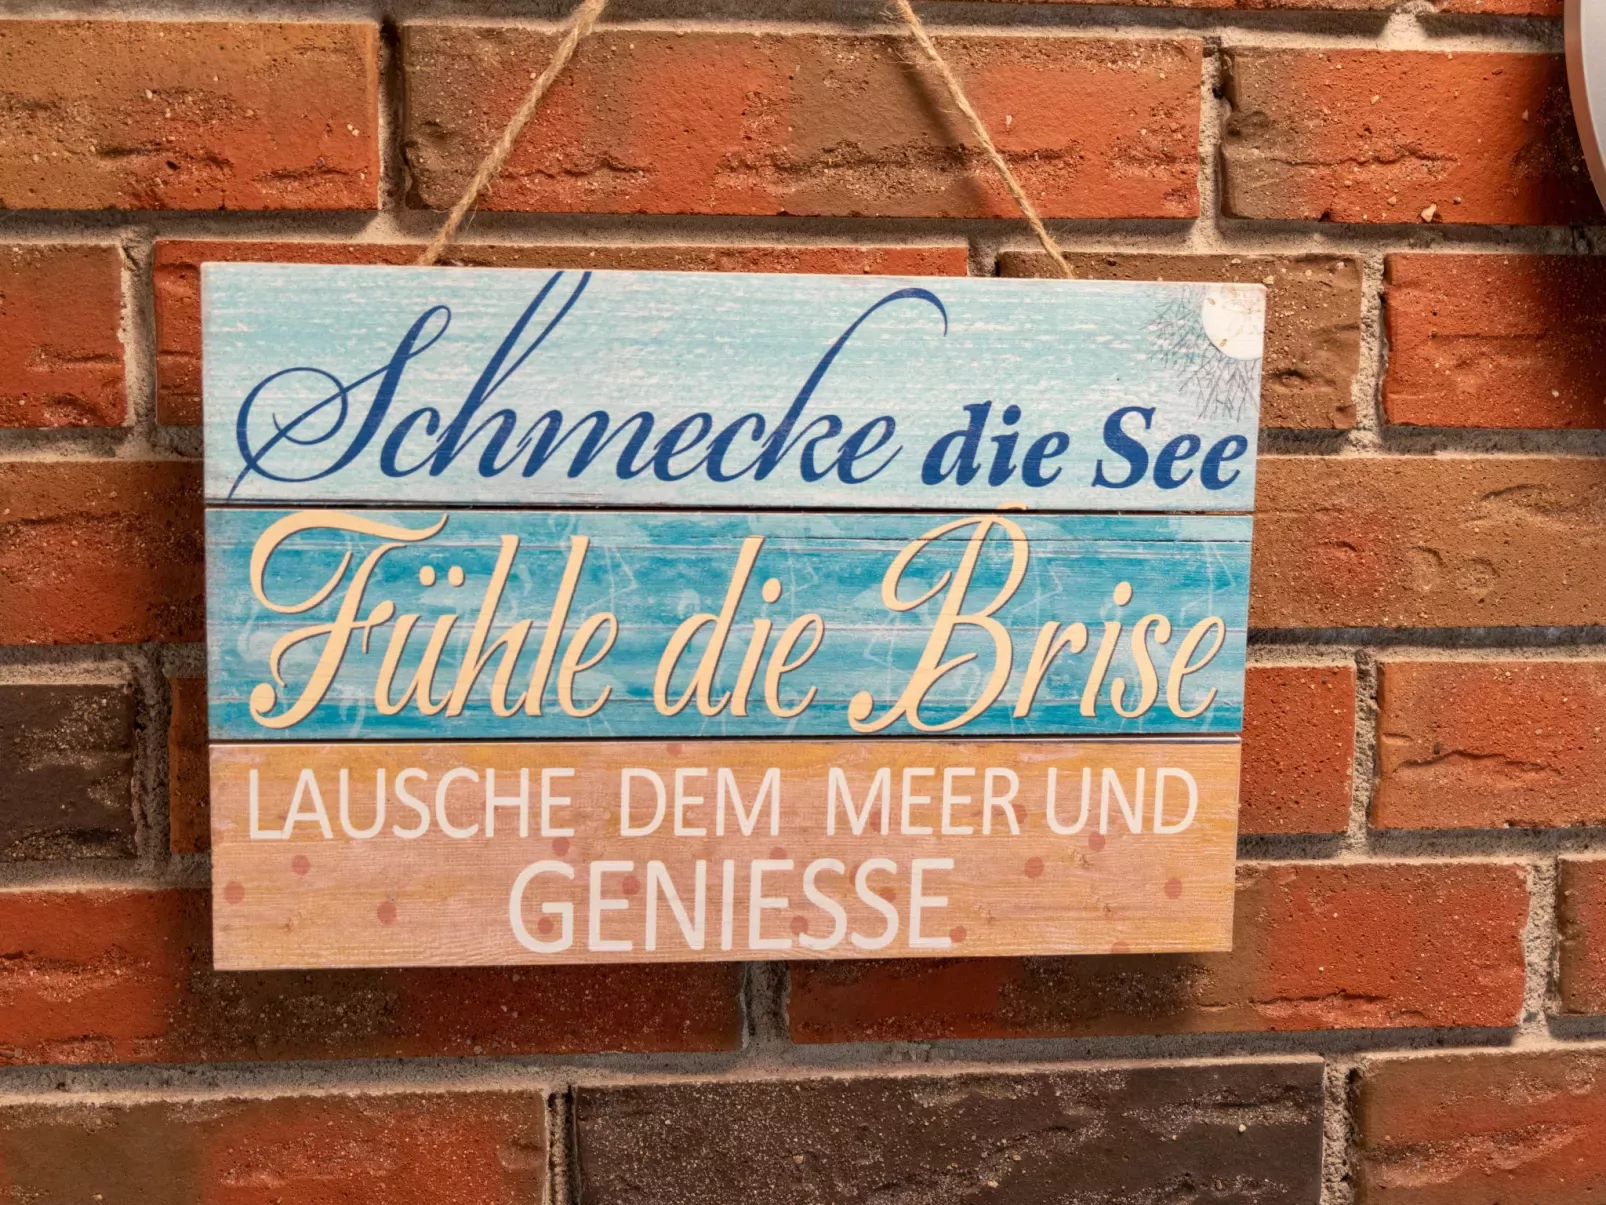 Schmecke die See
Fühle die Brise
LAUSCHE DEM MEER UND
GENIESSE